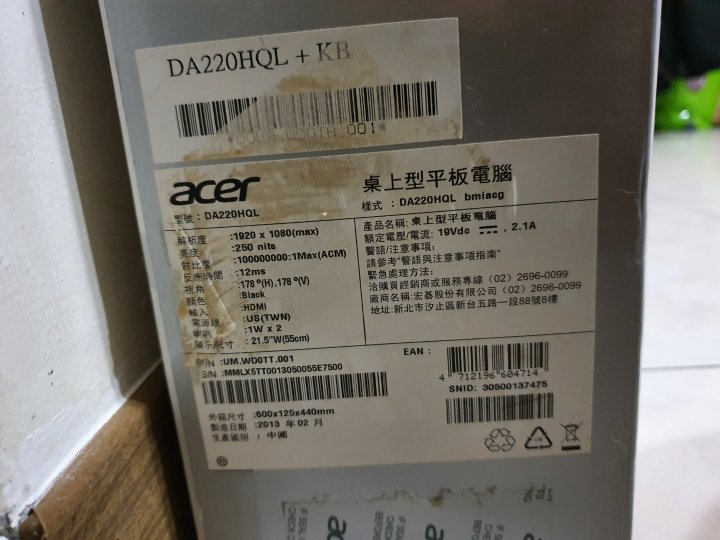 DA220HQL + KB
acer
桌上型平板電腦
型號 : DA220HQL
樣式 : DA220HQL bmiacg
解析度 :1920 x 1080(max)
亮度 :250 nits
對比度 :100000000:1Max(ACM)
反應時間 :12ms
視角 :178°(H),178°(V)
顏色 :Black
輸入 :HDMI
電源線 :US(TWN)
喇叭 :1W x 2
顯示尺寸 :21.5"W(55cm)
產品名稱: 桌上型平板電腦
額定電壓/電流: 19Vdc , 2.1A
警語/注意事項:
請參考"警語與注意事項指南"
緊急處理方法:
洽購買經銷商或服務專線 (02) 2696-0099
廠商名稱:宏碁股份有限公司 (02) 2696-0099
地址:新北市汐止區新台五路一段88號8樓
P/N :UM.WD0TT.001
S/N :MMLX5TT0013050055E7500
EAN :
4 712196 604714
SNID: 30500137475
外箱尺寸 :600x125x440mm
製造日期 :2013 年 02 月
生產國別 : 中國
acer
IF SEAL
CHECK C
BEFORE